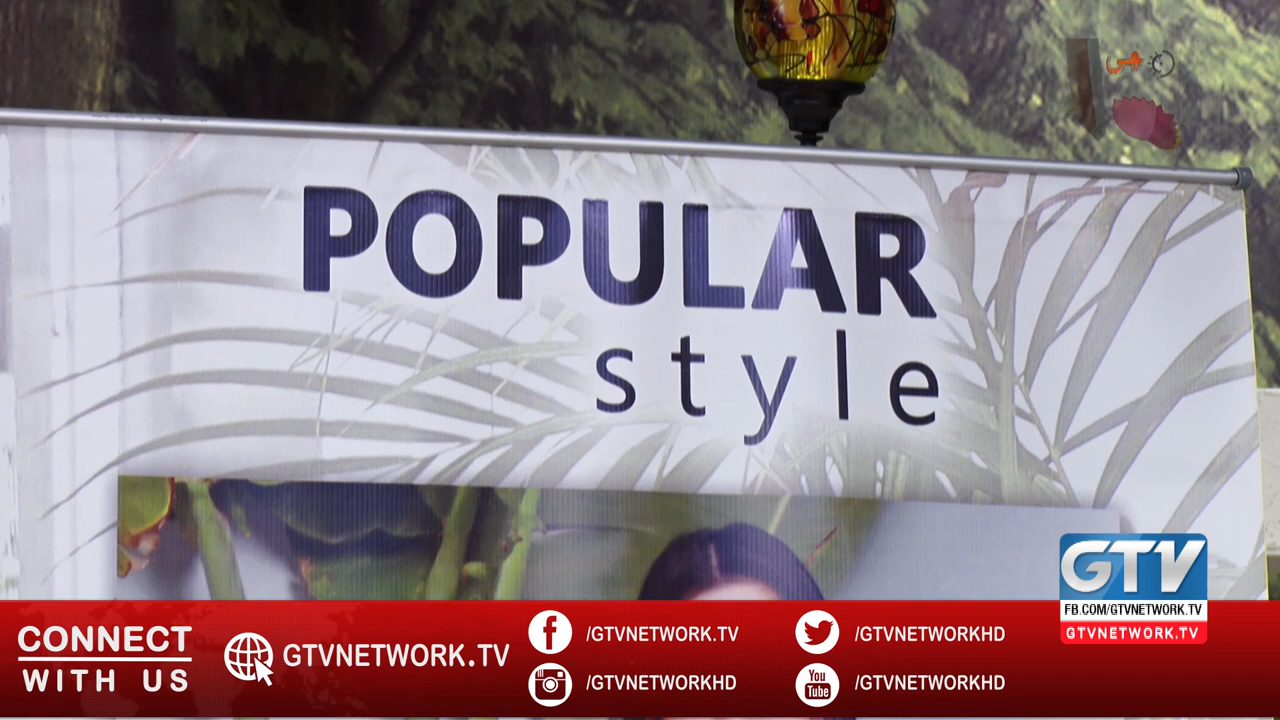 POPULAR
style
GTV
FB.COM/GTVNETWORK.TV
GTVNETWORK.TV
CONNECT
WITH US
GTVNETWORK.TV
/GTVNETWORK.TV
/GTVNETWORKHD
/GTVNETWORKHD
You
Tube
/GTVNETWORKHD